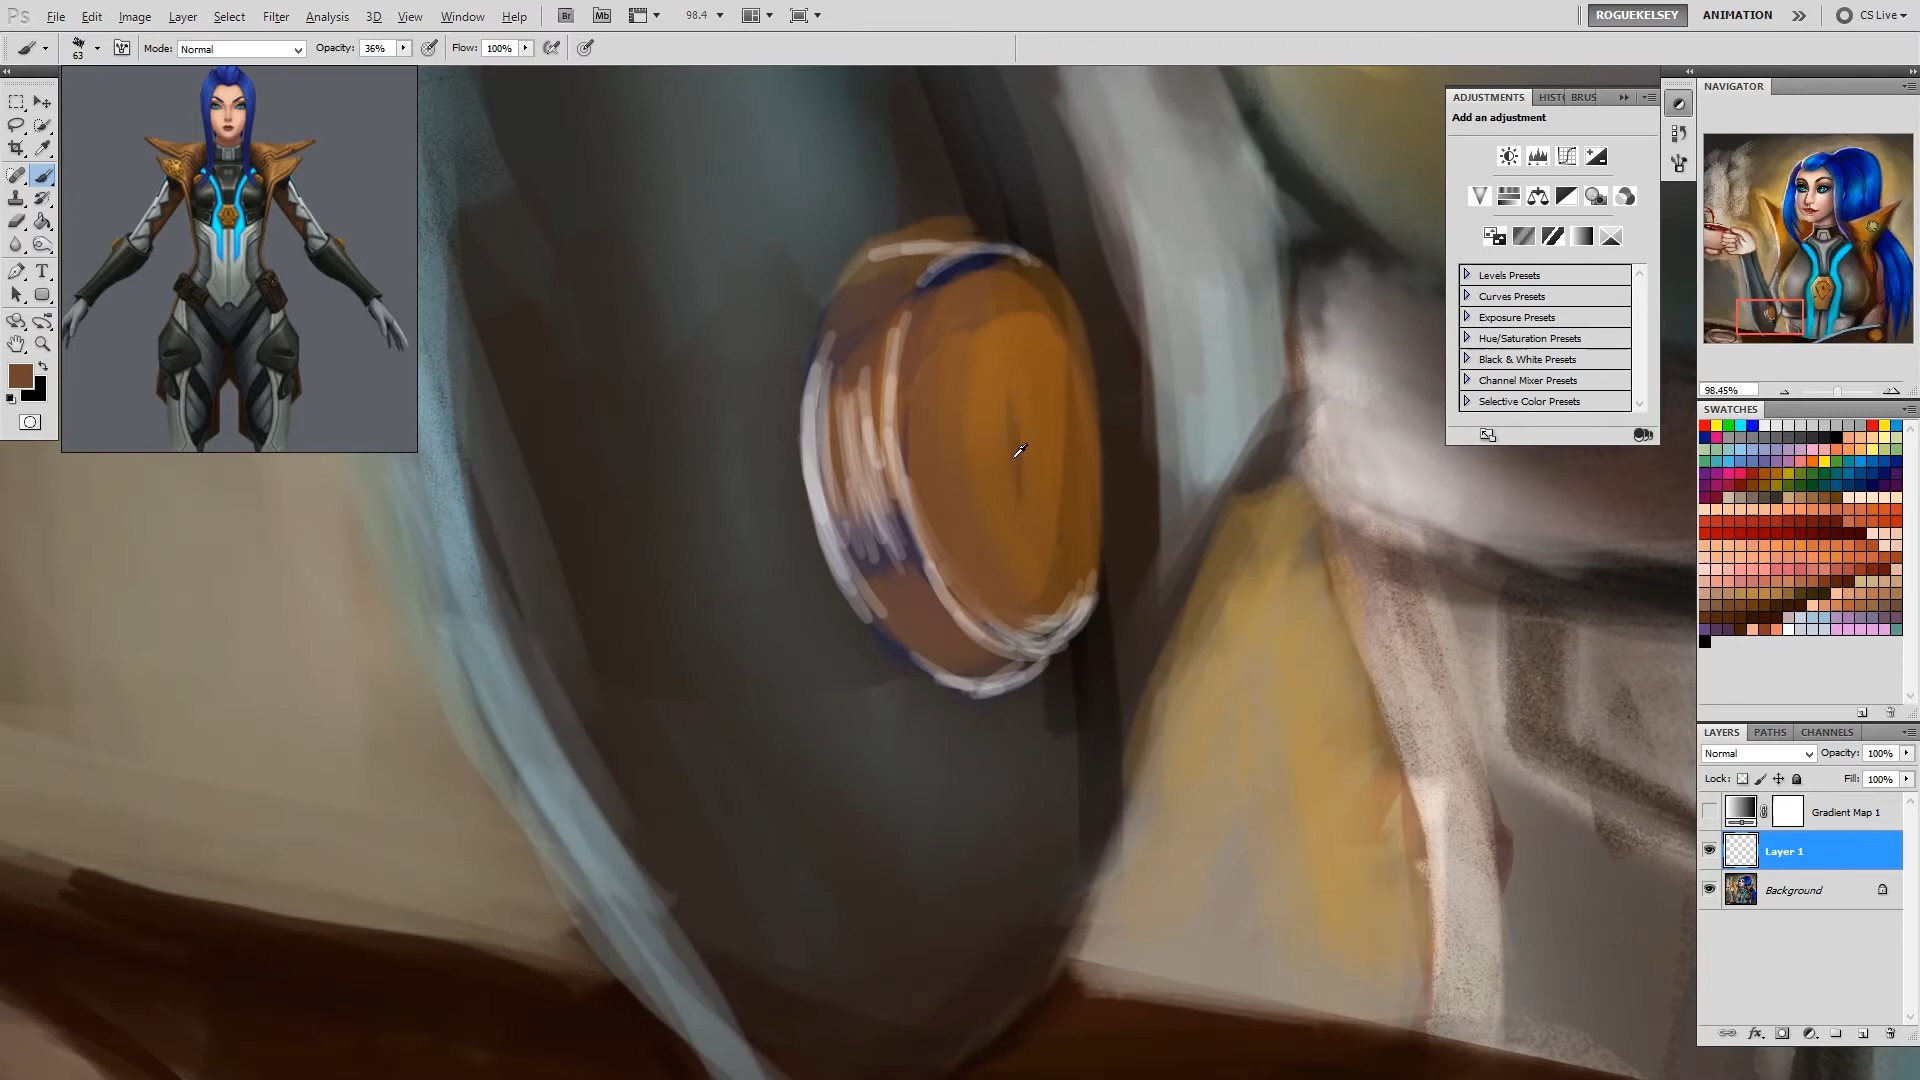 Ps File Edit Image Layer Select Filter Analysis 3D View Window Help Br Mb 98.4 ROGUEKELSEY ANIMATION CS Live
63 Mode: Normal Opacity: 36% Flow: 100%
ADJUSTMENTS HIST BRUS
Add an adjustment
Levels Presets
Curves Presets
Exposure Presets
Hue/Saturation Presets
Black & White Presets
Channel Mixer Presets
Selective Color Presets
NAVIGATOR
98.45%
SWATCHES
LAYERS PATHS CHANNELS
Normal Opacity: 100%
Lock: Fill: 100%
Gradient Map 1
Layer 1
Background